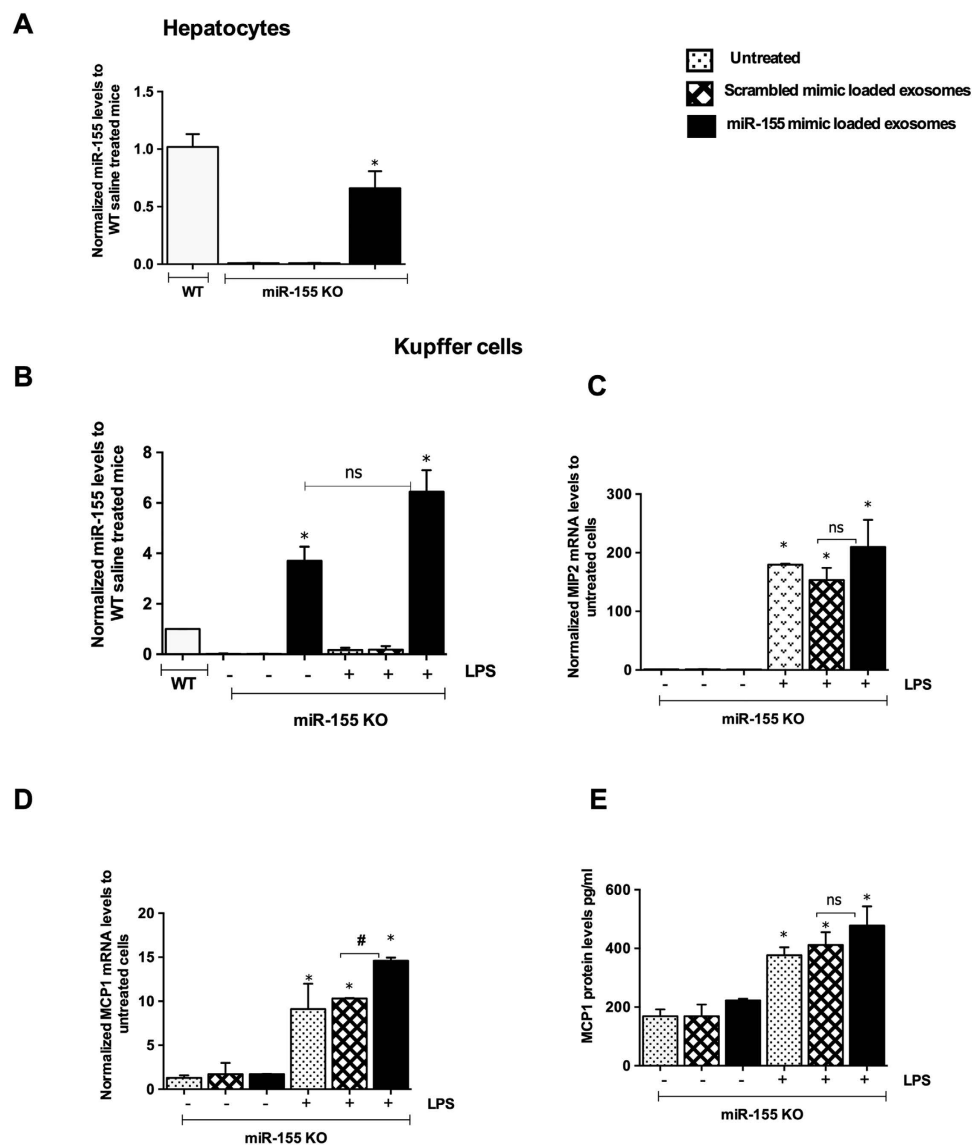 A
Hepatocytes
Untreated
Scrambled mimic loaded exosomes
miR-155 mimic loaded exosomes
Normalized miR-155 levels to
WT saline treated mice
1.5
1.0
0.5
0.0
*
WT
miR-155 KO
Kupffer cells
B
Normalized miR-155 levels to
WT saline treated mice
8
6
4
2
0
ns
*
*
- - - + + + LPS
WT
miR-155 KO
C
Normalized MIP2 mRNA levels to
untreated cells
300
200
100
0
* * ns *
- - - + + + LPS
miR-155 KO
D
Normalized MCP1 mRNA levels to
untreated cells
20
15
10
5
0
* * # *
- - - + + + LPS
miR-155 KO
E
MCP1 protein levels pg/ml
600
400
200
0
* * ns *
- - - + + + LPS
miR-155 KO